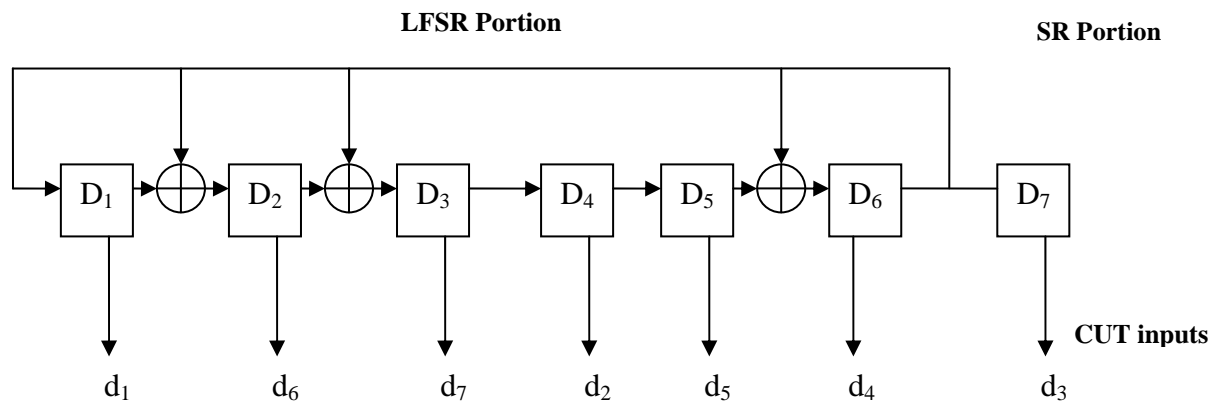 LFSR Portion
SR Portion
D₁ D₂ D₃ D₄ D₅ D₆ D₇
CUT inputs
d₁ d₆ d₇ d₂ d₅ d₄ d₃